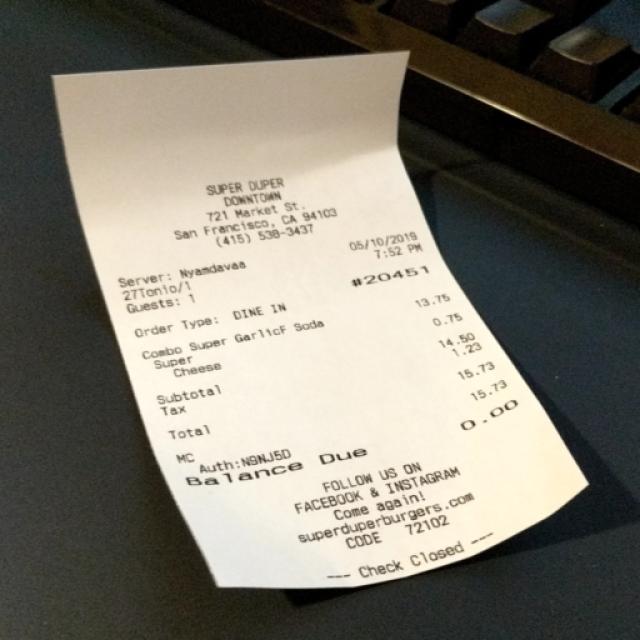 SUPER DUPER
DOWNTOWN
721 Market St.
San Francisco, CA 94103
(415) 538-3437
Server: Nyamdavaa 05/10/2019
27Tonio/1 7:52 PM
Guests: 1 #20451
Order Type: DINE IN
Combo Super GarlicF Soda 13.75
Super
Cheese 0.75
Subtotal 14.50
Tax 1.23
Total 15.73
MC 15.73
Auth:N9NJ5D
Balance Due 0.00
FOLLOW US ON
FACEBOOK & INSTAGRAM
Come again!
superduperburgers.com
CODE 72102
--- Check Closed ---